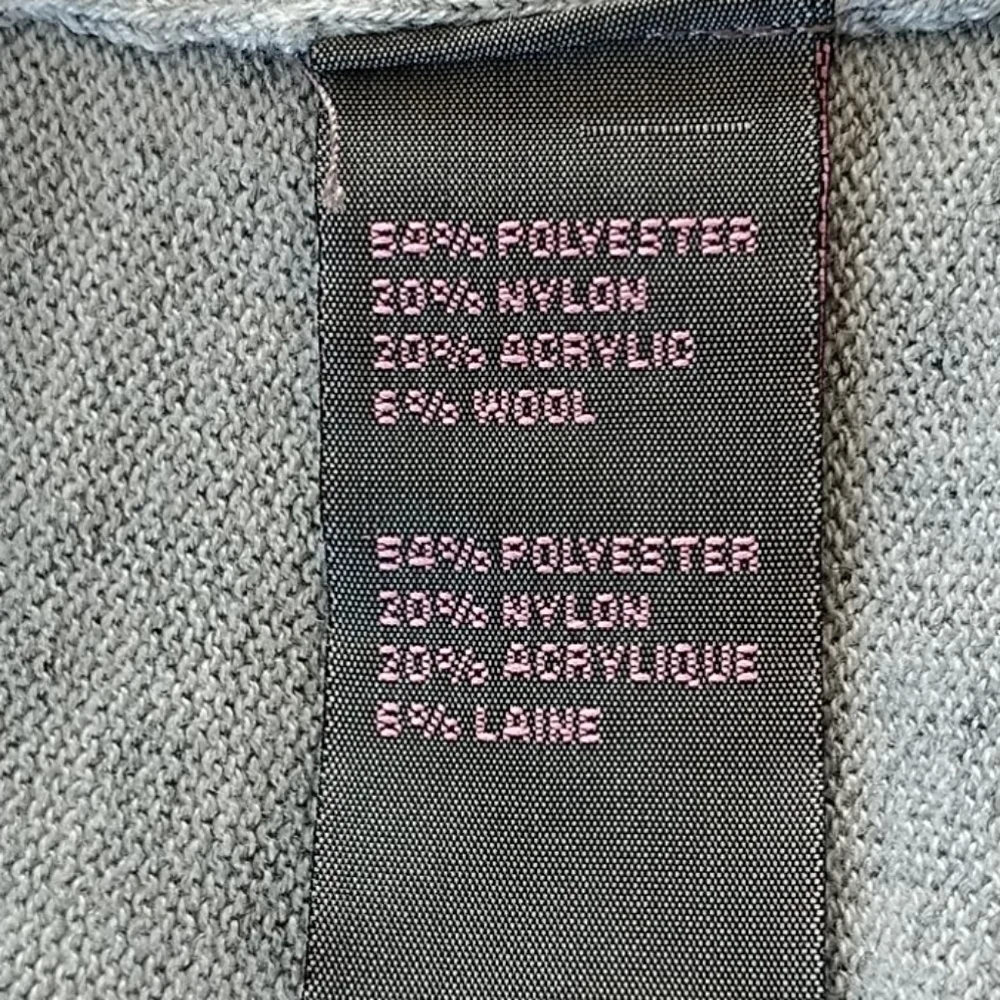 54% POLYESTER
20% NYLON
20% ACRYLIC
6% WOOL
54% POLYESTER
20% NYLON
20% ACRYLIQUE
6% LAINE